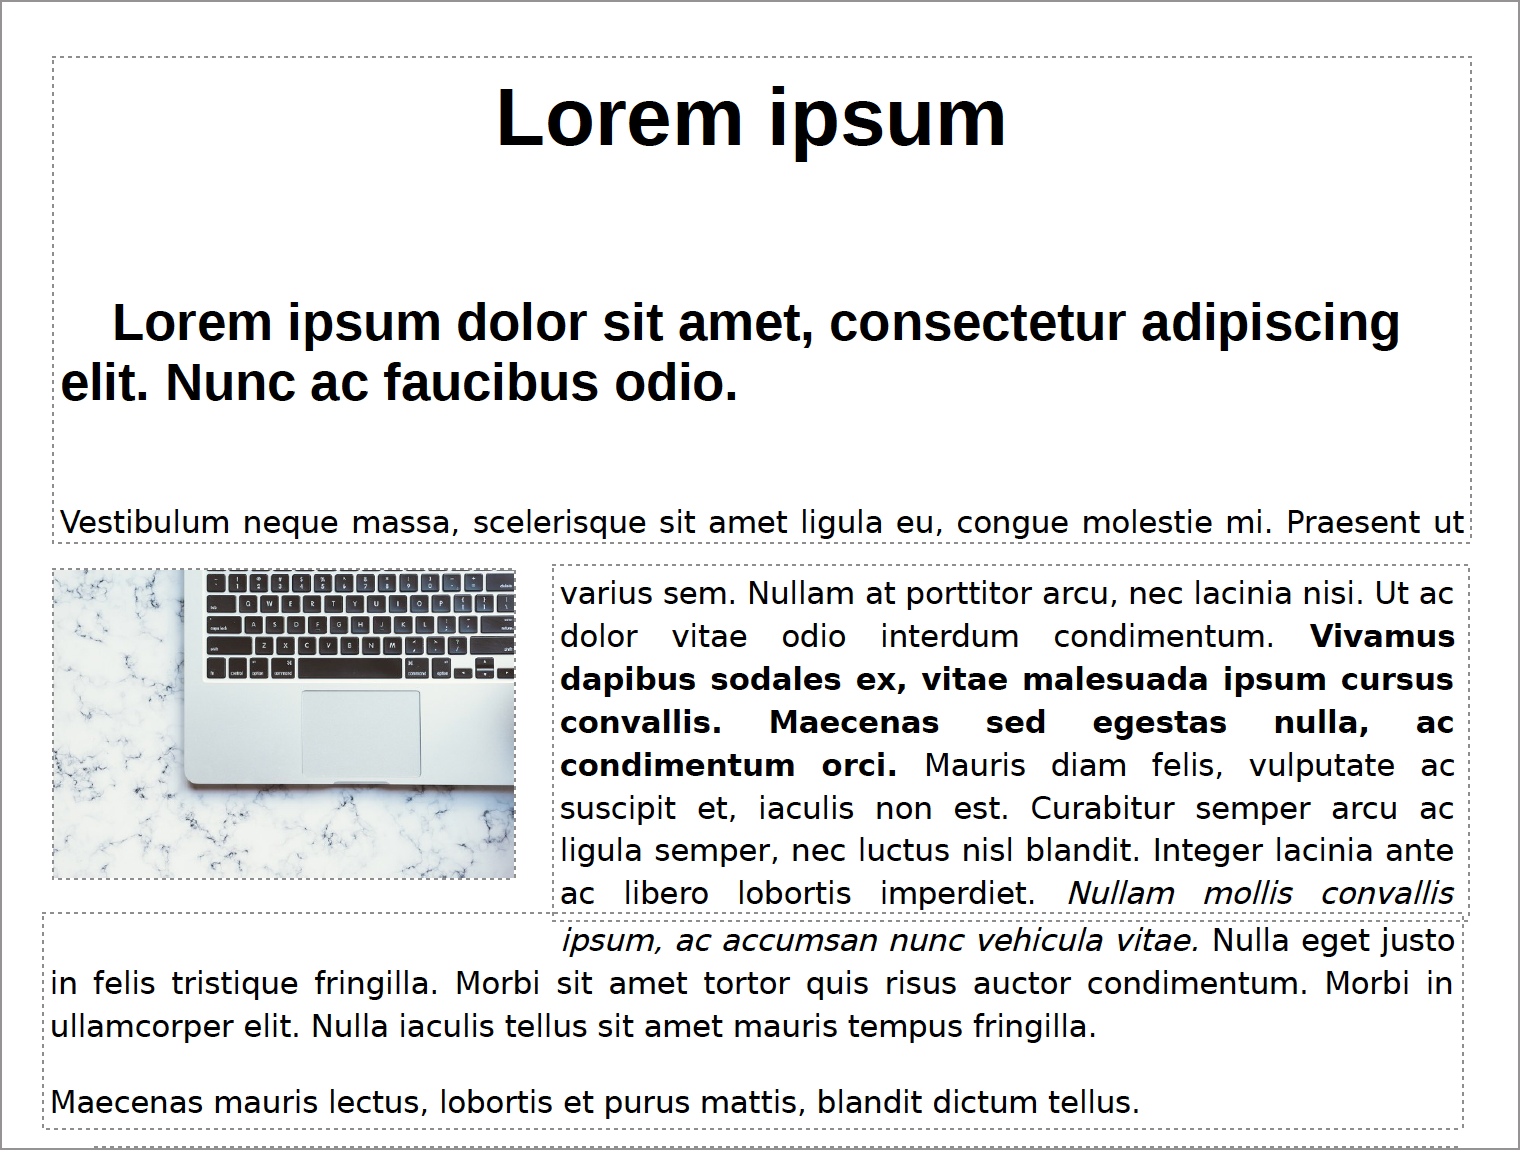 Lorem ipsum
Lorem ipsum dolor sit amet, consectetur adipiscing
elit. Nunc ac faucibus odio.
Vestibulum neque massa, scelerisque sit amet ligula eu, congue molestie mi. Praesent ut
varius sem. Nullam at porttitor arcu, nec lacinia nisi. Ut ac
dolor vitae odio interdum condimentum. Vivamus
dapibus sodales ex, vitae malesuada ipsum cursus
convallis. Maecenas sed egestas nulla, ac
condimentum orci. Mauris diam felis, vulputate ac
suscipit et, iaculis non est. Curabitur semper arcu ac
ligula semper, nec luctus nisl blandit. Integer lacinia ante
ac libero lobortis imperdiet. Nullam mollis convallis
ipsum, ac accumsan nunc vehicula vitae. Nulla eget justo
in felis tristique fringilla. Morbi sit amet tortor quis risus auctor condimentum. Morbi in
ullamcorper elit. Nulla iaculis tellus sit amet mauris tempus fringilla.
Maecenas mauris lectus, lobortis et purus mattis, blandit dictum tellus.